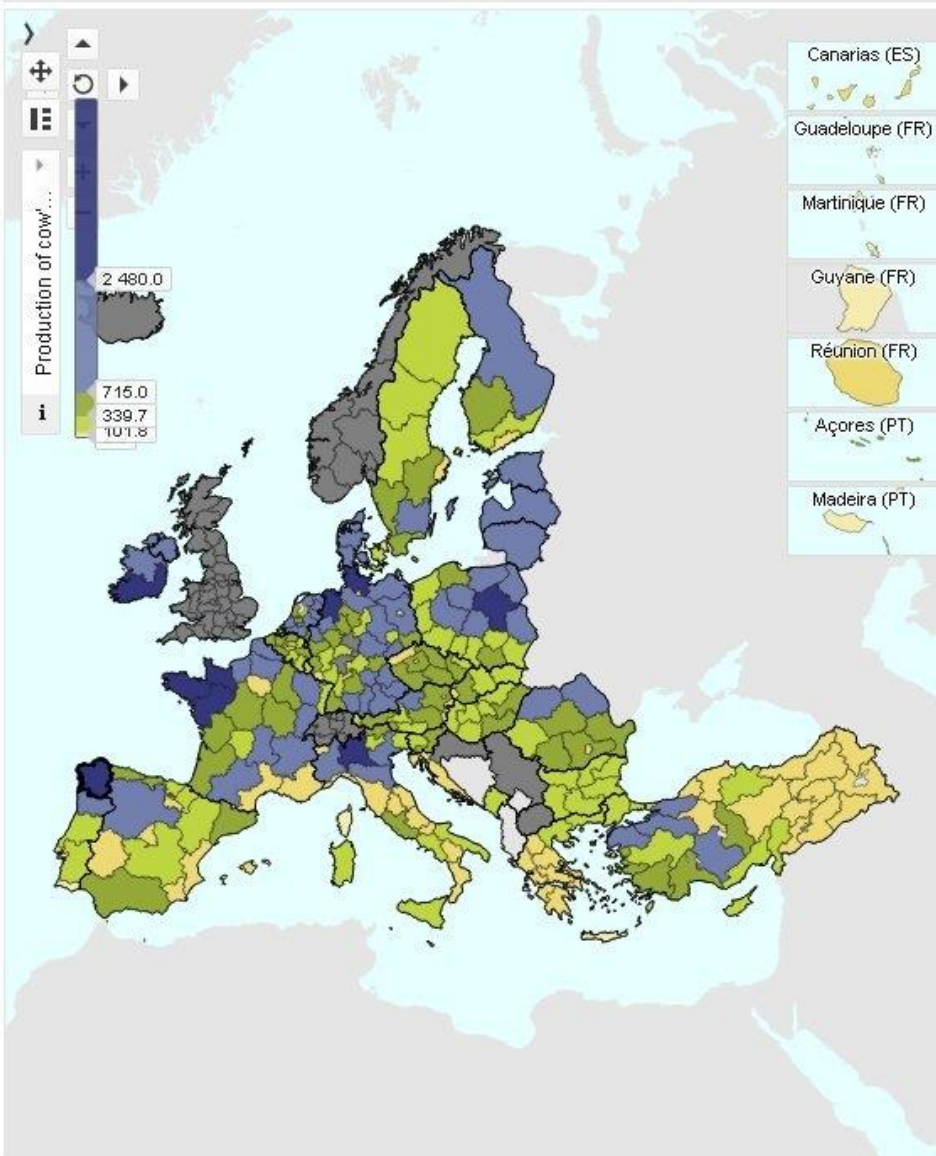 Production of cow'...
i
2 480.0
715.0
339.7
101.8
Canarias (ES)
Guadeloupe (FR)
Martinique (FR)
Guyane (FR)
Réunion (FR)
Açores (PT)
Madeira (PT)